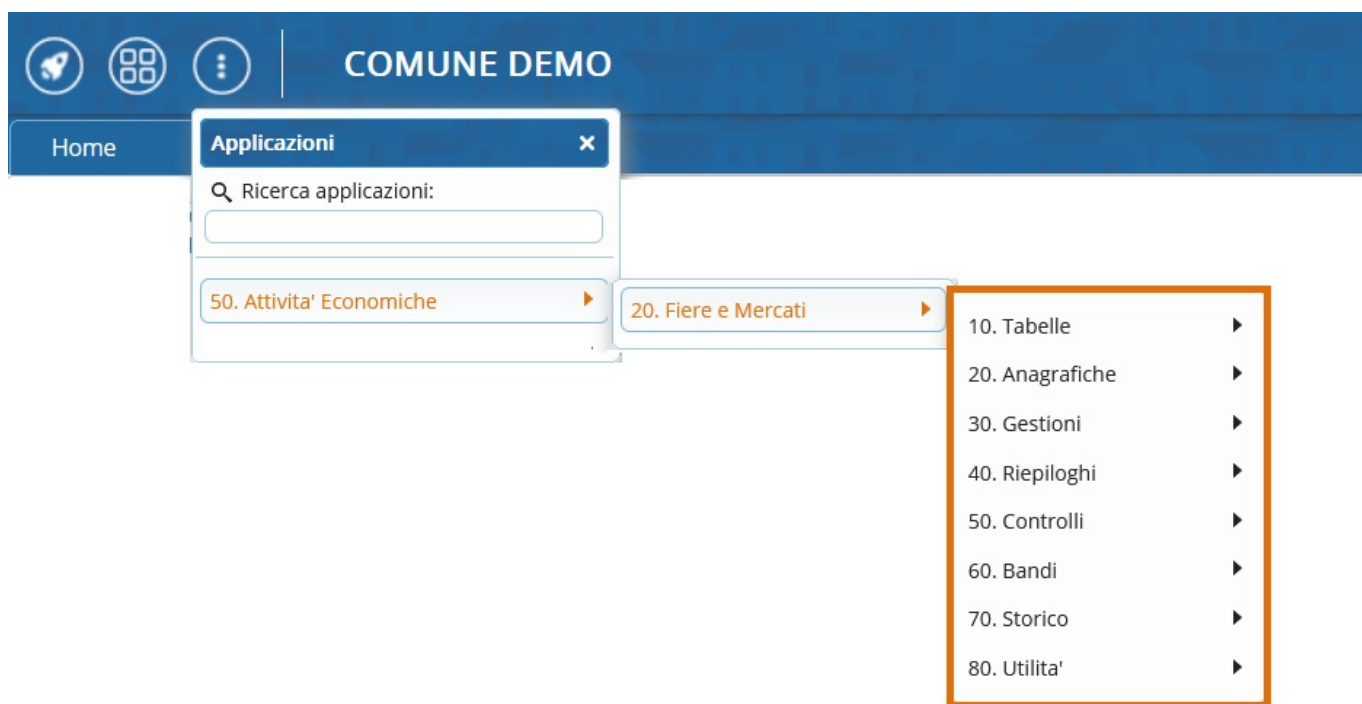 COMUNE DEMO
Home
Applicazioni
Ricerca applicazioni:
50. Attivita' Economiche
20. Fiere e Mercati
10. Tabelle
20. Anagrafiche
30. Gestioni
40. Riepiloghi
50. Controlli
60. Bandi
70. Storico
80. Utilita'